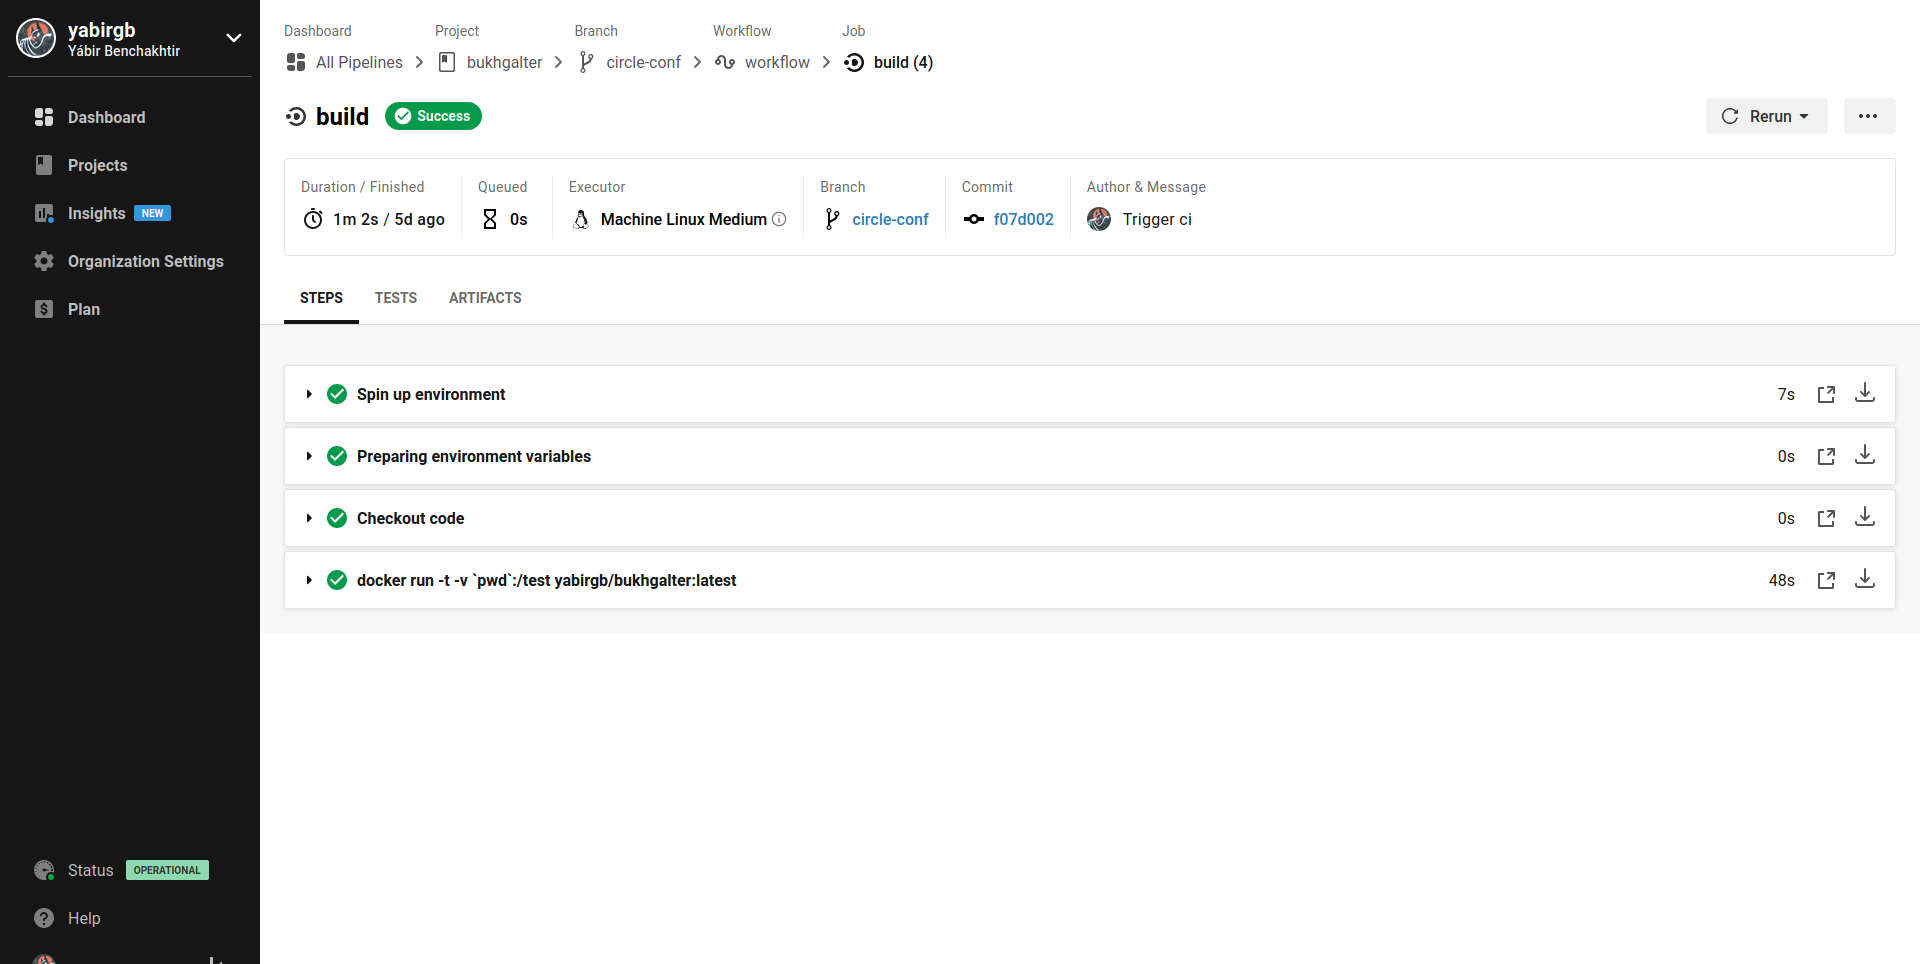 yabirgb
Yábir Benchakhtir
Dashboard
Projects
Insights NEW
Organization Settings
Plan
Status OPERATIONAL
Help
Dashboard Project Branch Workflow Job
All Pipelines bukhgalter circle-conf workflow build (4)
build Success Rerun
Duration / Finished Queued Executor Branch Commit Author & Message
1m 2s / 5d ago 0s Machine Linux Medium circle-conf f07d002 Trigger ci
STEPS TESTS ARTIFACTS
Spin up environment 7s
Preparing environment variables 0s
Checkout code 0s
docker run -t -v `pwd`:/test yabirgb/bukhgalter:latest 48s